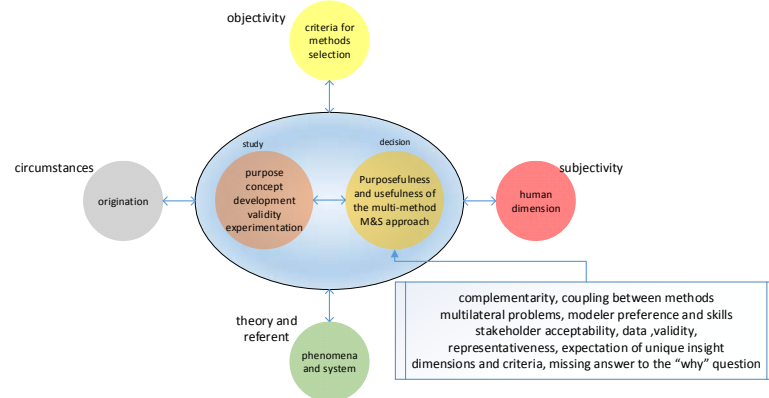 objectivity
criteria for
methods
selection
study
decision
circumstances
subjectivity
origination
purpose
concept
development
validity
experimentation
Purposefulness
and usefulness of
the multi-method
M&S approach
human
dimension
theory and
referent
phenomena
and system
complementarity, coupling between methods
multilateral problems, modeler preference and skills
stakeholder acceptability, data ,validity,
representativeness, expectation of unique insight
dimensions and criteria, missing answer to the “why” question